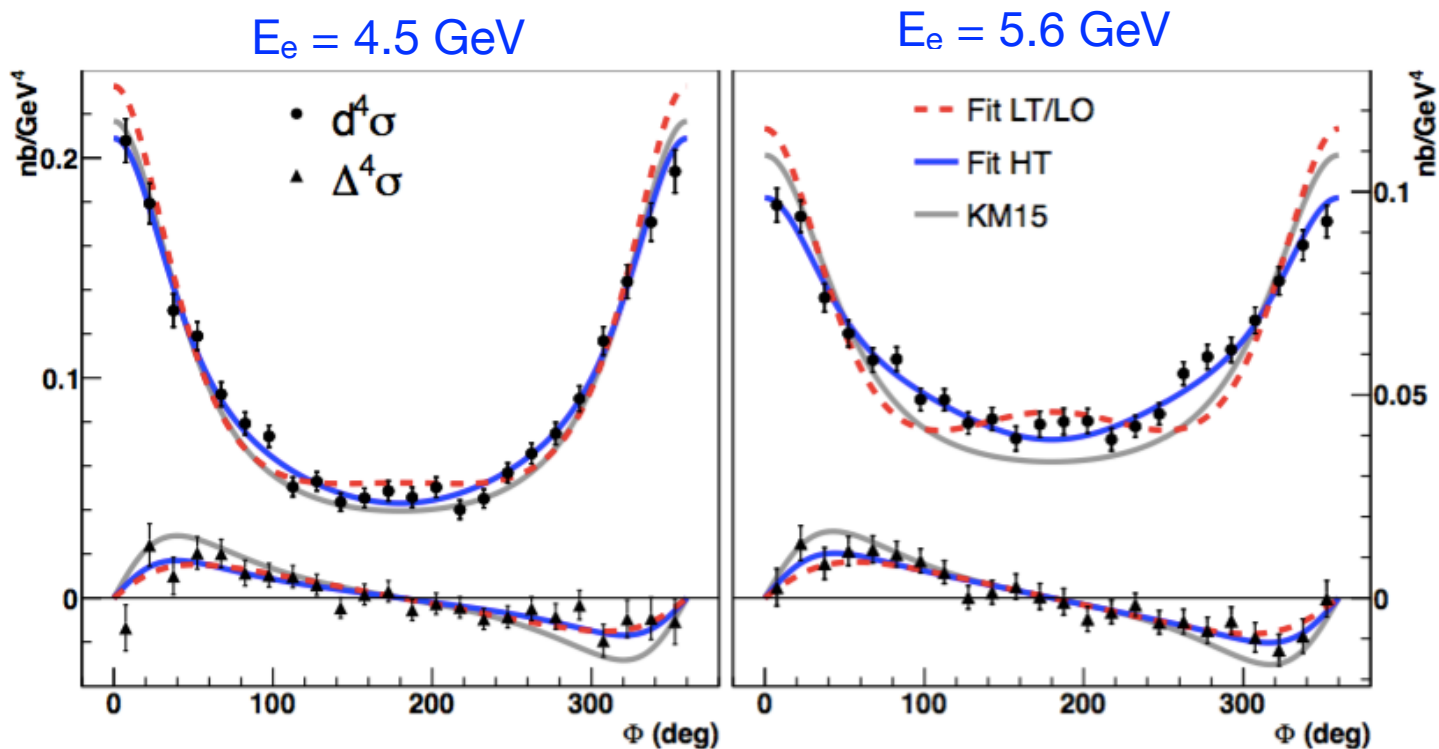 E_e = 4.5 GeV
E_e = 5.6 GeV
nb/GeV⁴
0.2
0.1
0
d⁴σ
Δ⁴σ
0 100 200 300
Φ (deg)
Fit LT/LO
Fit HT
KM15
nb/GeV⁴
0.1
0.05
0
0 100 200 300
Φ (deg)